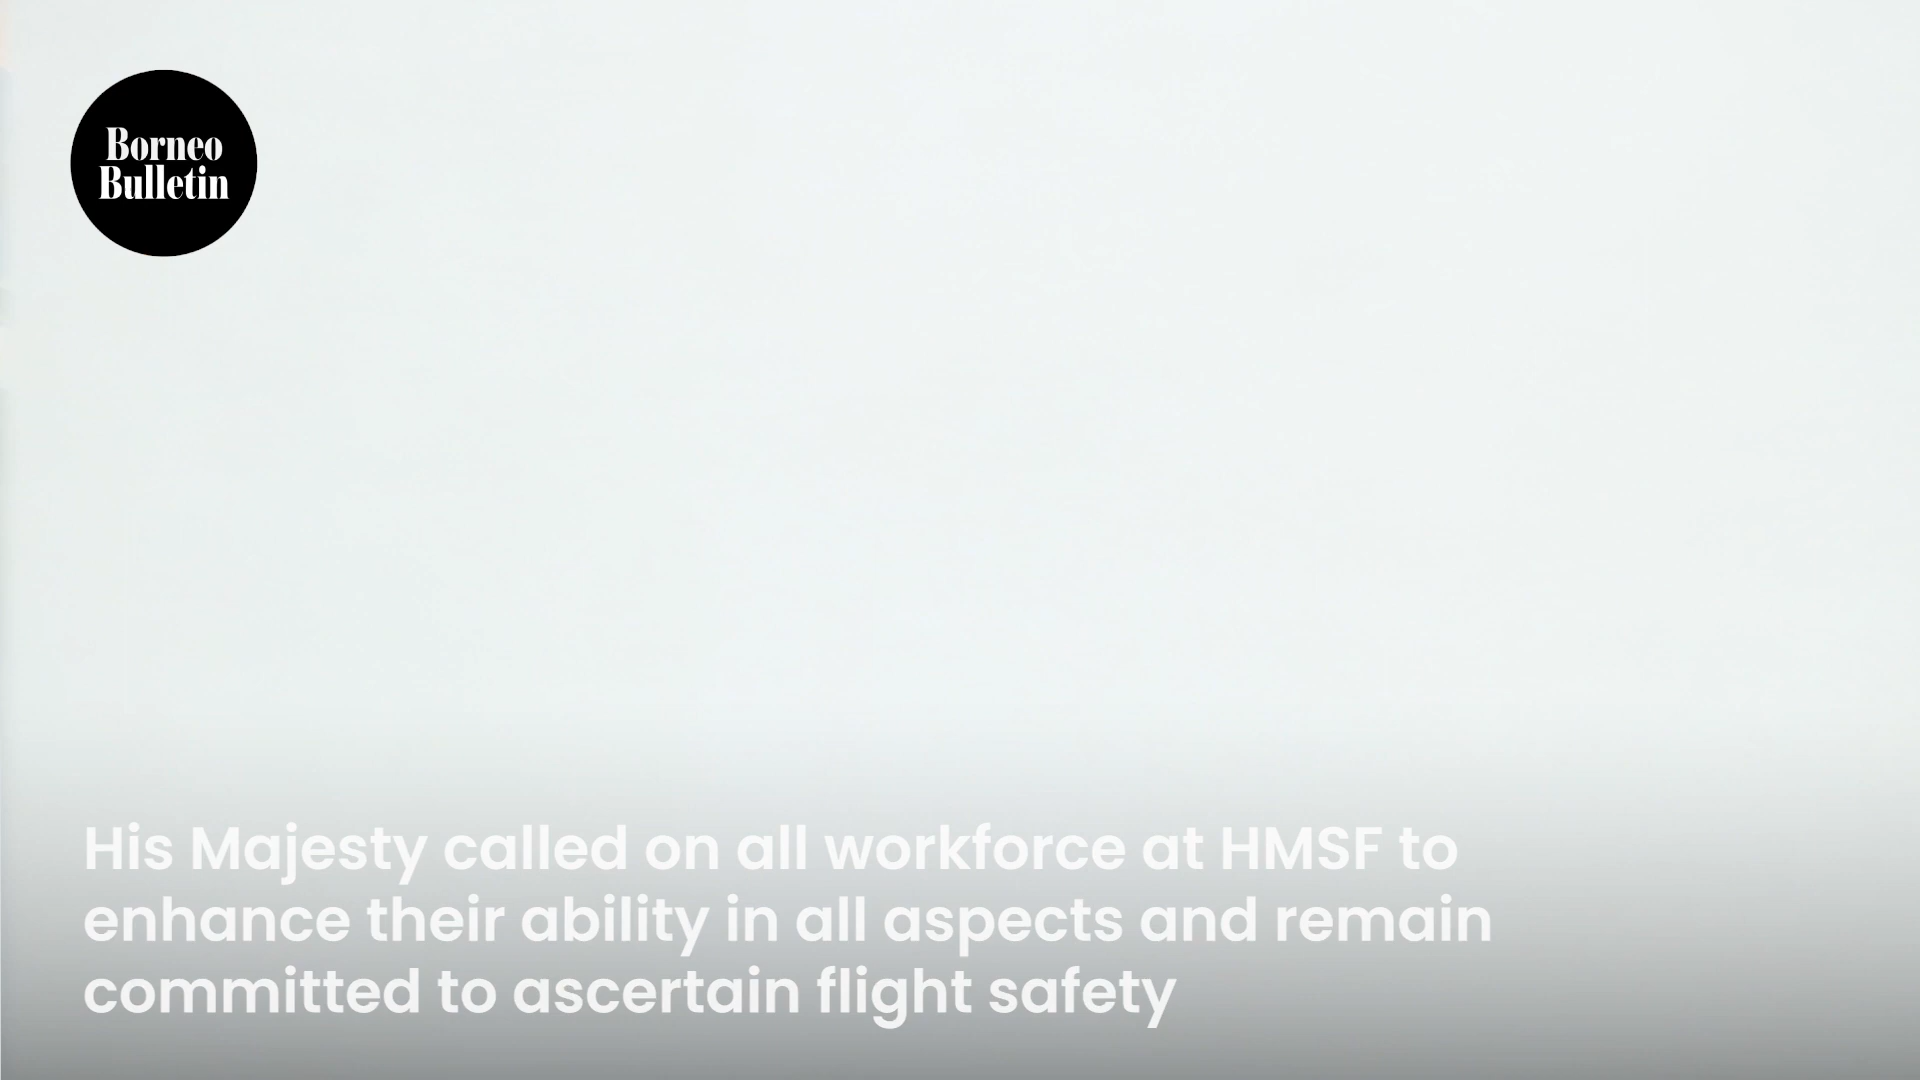 Borneo
Bulletin
His Majesty called on all workforce at HMSF to
enhance their ability in all aspects and remain
committed to ascertain flight safety